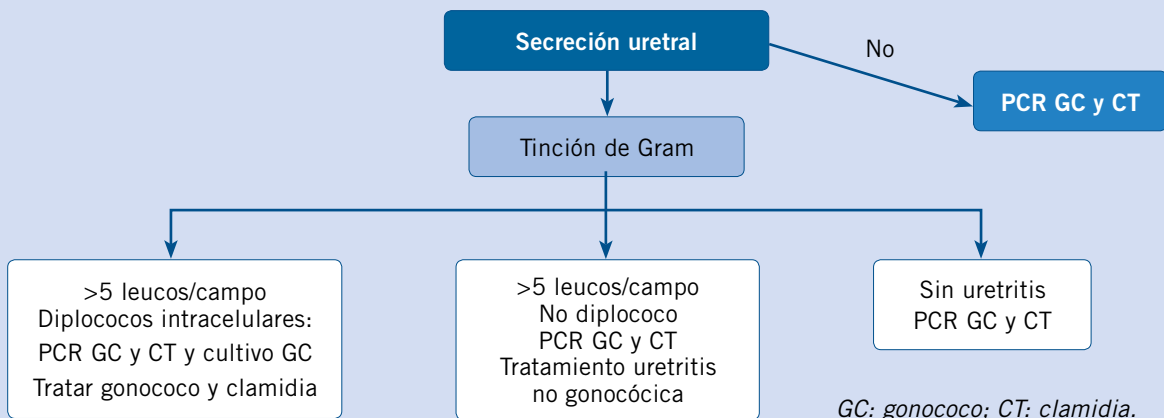 Secreción uretral
No
PCR GC y CT
Tinción de Gram
>5 leucos/campo
Diplococos intracelulares:
PCR GC y CT y cultivo GC
Tratar gonococo y clamidia
>5 leucos/campo
No diplococo
PCR GC y CT
Tratamiento uretritis
no gonocócica
Sin uretritis
PCR GC y CT
GC: gonococo; CT: clamidia.